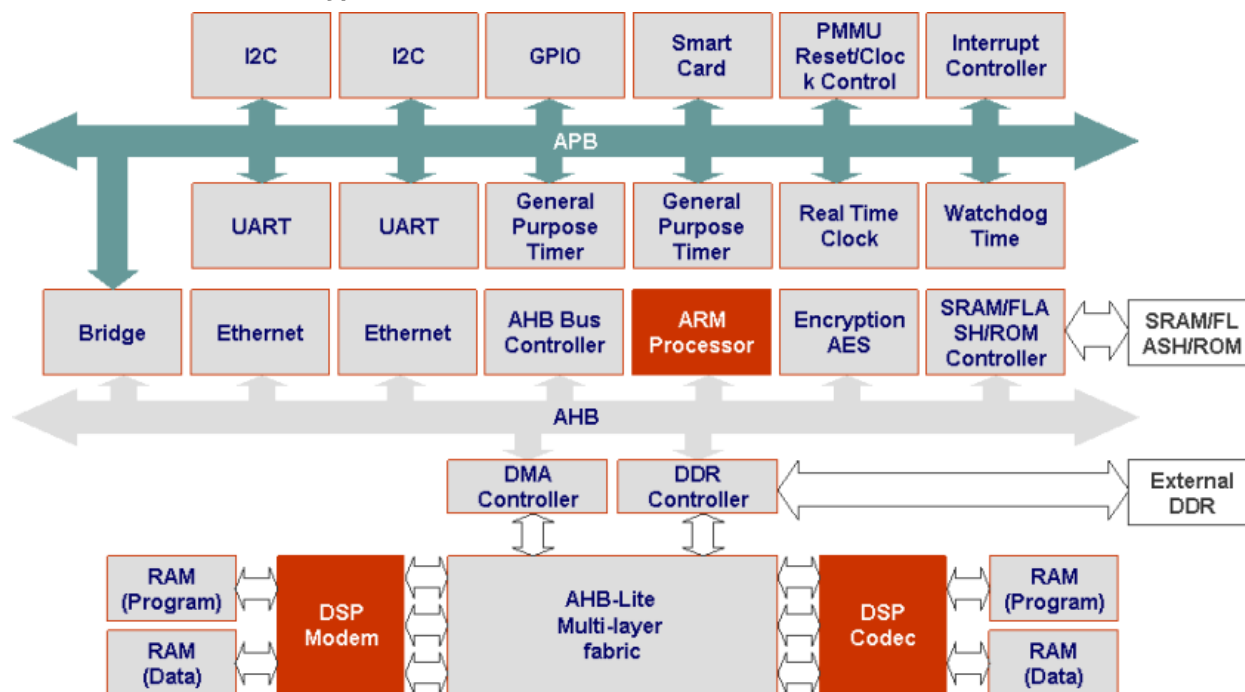 I2C
I2C
GPIO
Smart
Card
PMMU
Reset/Cloc
k Control
Interrupt
Controller
APB
UART
UART
General
Purpose
Timer
General
Purpose
Timer
Real Time
Clock
Watchdog
Time
Bridge
Ethernet
Ethernet
AHB Bus
Controller
ARM
Processor
Encryption
AES
SRAM/FLA
SH/ROM
Controller
SRAM/FL
ASH/ROM
AHB
DMA
Controller
DDR
Controller
External
DDR
RAM
(Program)
RAM
(Data)
DSP
Modem
AHB-Lite
Multi-layer
fabric
DSP
Codec
RAM
(Program)
RAM
(Data)